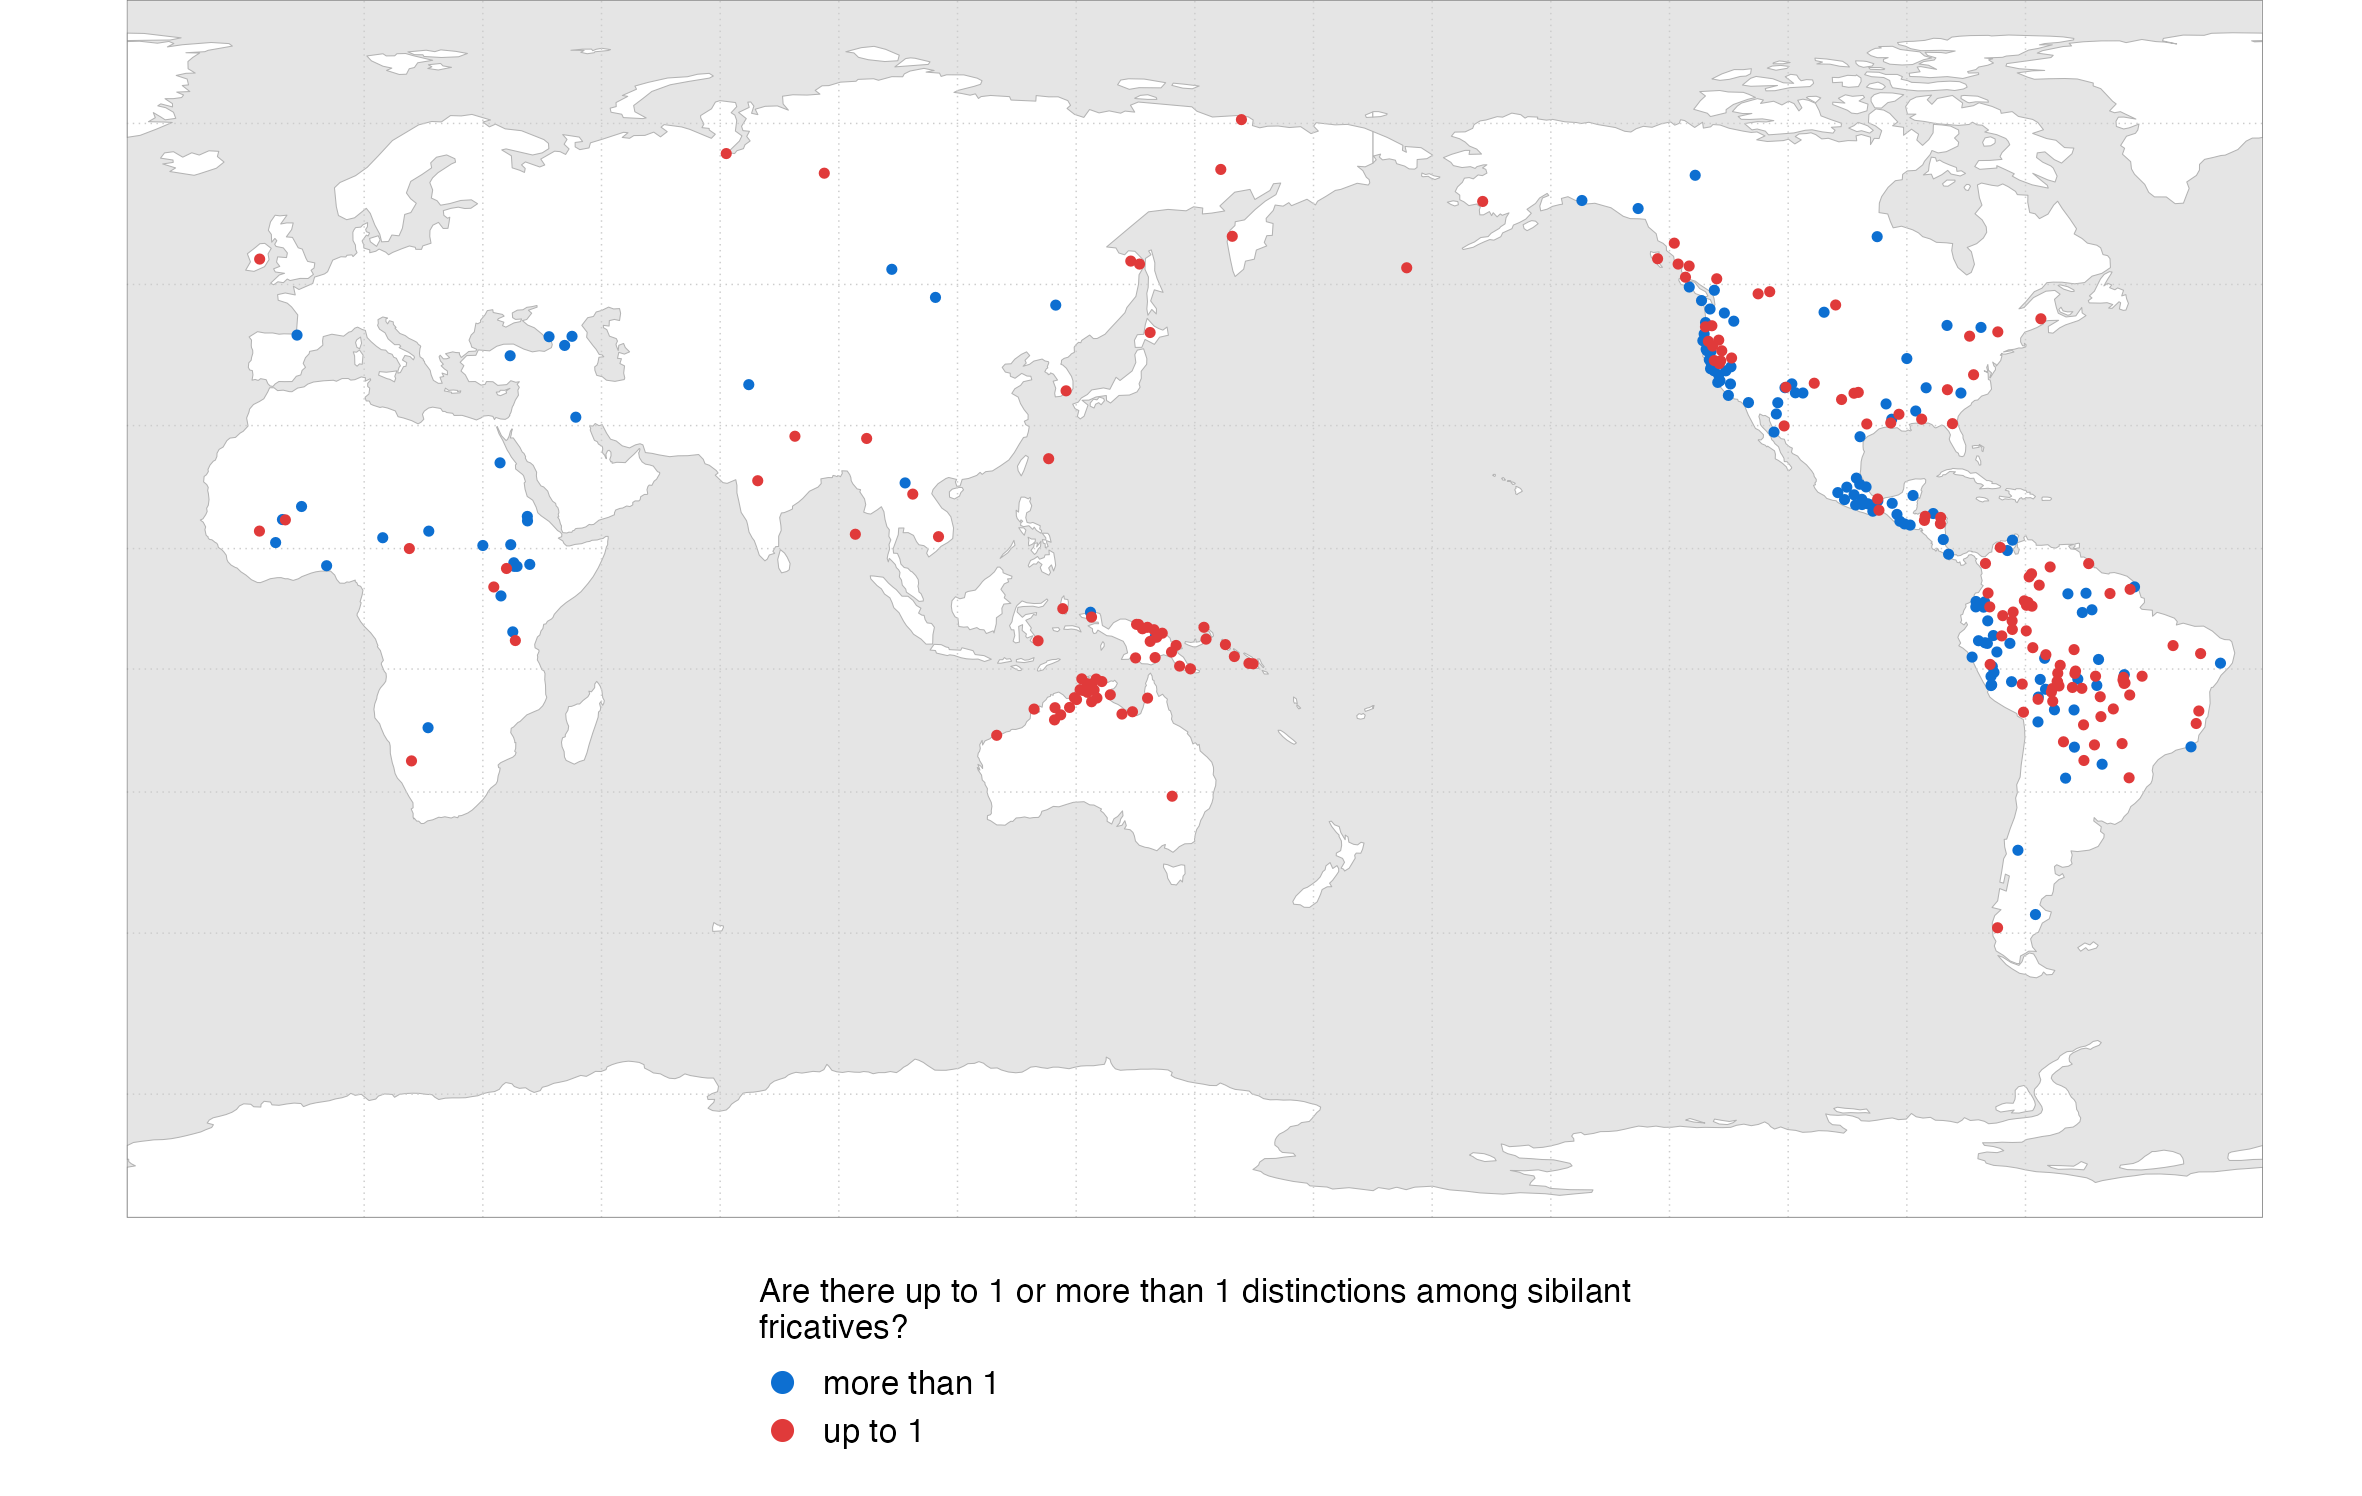 Are there up to 1 or more than 1 distinctions among sibilant
fricatives?
more than 1
up to 1